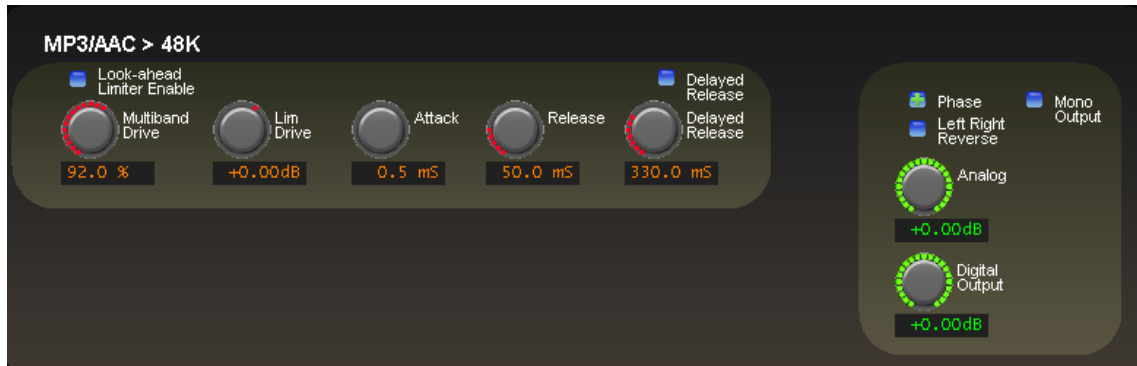 MP3/AAC > 48K
Look-ahead
Limiter Enable
Multiband
Drive
92.0 %
Lim
Drive
+0.00dB
Attack
0.5 mS
Release
50.0 mS
Delayed
Release
Delayed
Release
330.0 mS
Phase
Left Right
Reverse
Mono
Output
Analog
+0.00dB
Digital
Output
+0.00dB